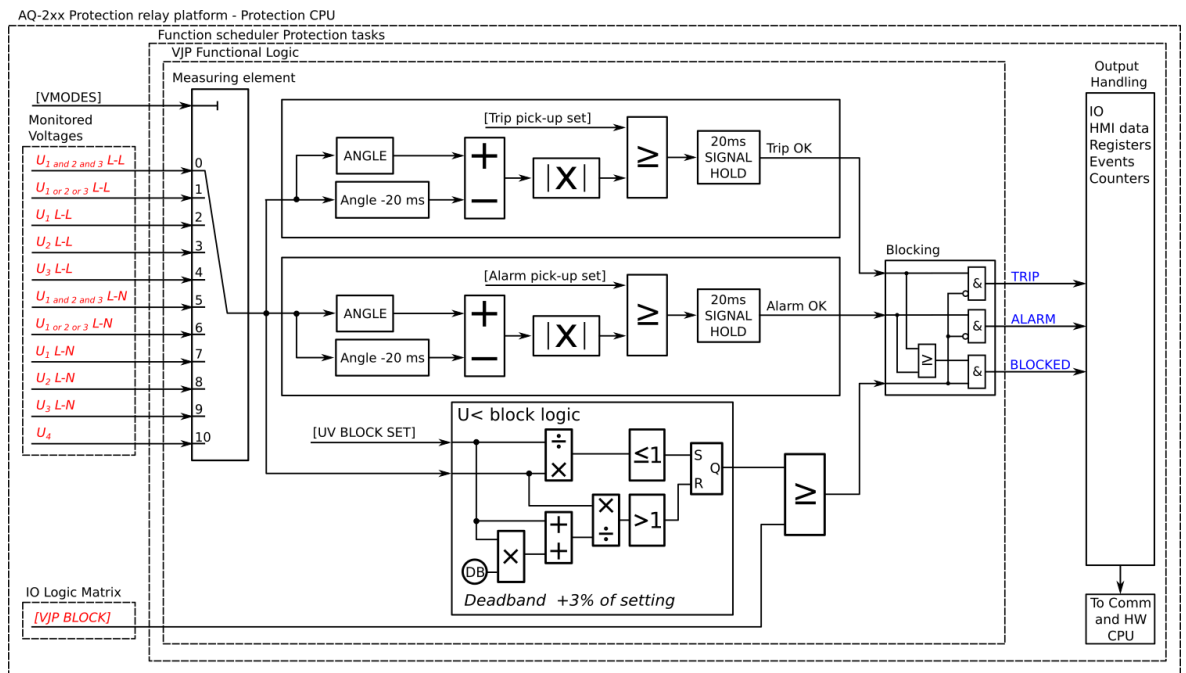 AQ-2xx Protection relay platform - Protection CPU
Function scheduler Protection tasks
VJP Functional Logic
Measuring element
[VMODES]
Monitored
Voltages
U1 and 2 and 3 L-L
U1 or 2 or 3 L-L
U1 L-L
U2 L-L
U3 L-L
U1 and 2 and 3 L-N
U1 or 2 or 3 L-N
U1 L-N
U2 L-N
U3 L-N
U4
0
1
2
3
4
5
6
7
8
9
10
[Trip pick-up set]
ANGLE
Angle -20 ms
+
−
|X|
≥
20ms
SIGNAL
HOLD
Trip OK
[Alarm pick-up set]
ANGLE
Angle -20 ms
+
−
|X|
≥
20ms
SIGNAL
HOLD
Alarm OK
U< block logic
[UV BLOCK SET]
÷
×
≤1
S
R
Q
×
÷
>1
+
+
×
DB
Deadband +3% of setting
≥
Blocking
&
&
≥
&
TRIP
ALARM
BLOCKED
Output
Handling
IO
HMI data
Registers
Events
Counters
To Comm
and HW
CPU
IO Logic Matrix
[VJP BLOCK]